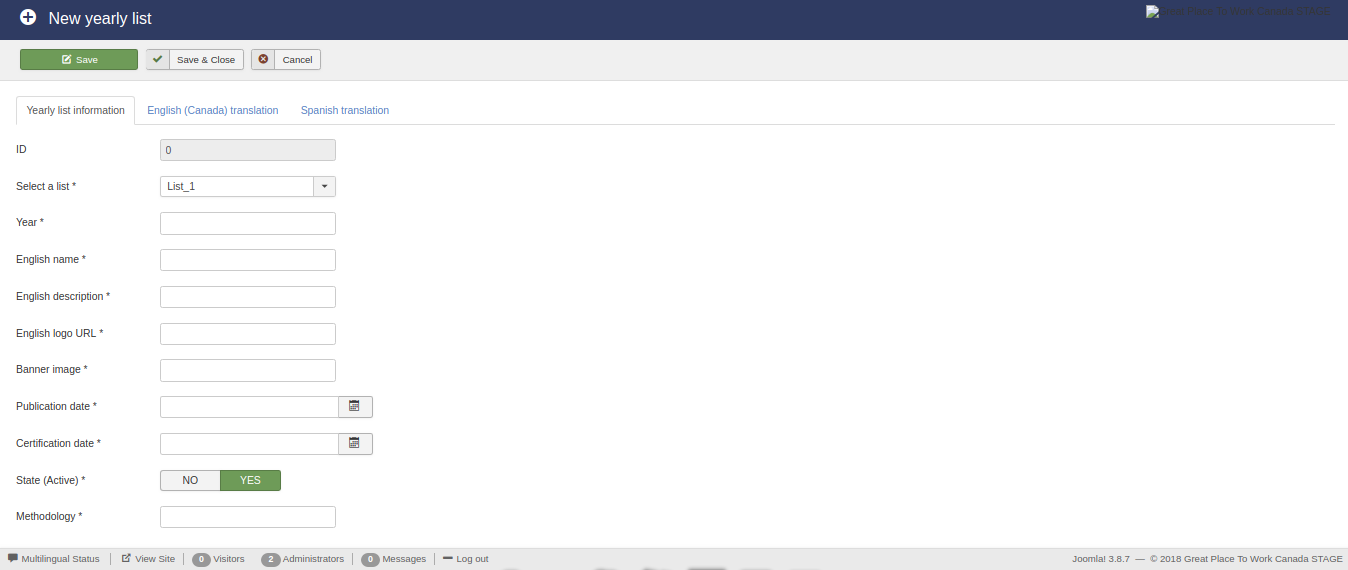 New yearly list
Great Place To Work Canada STAGE
Save
Save & Close
Cancel
Yearly list information
English (Canada) translation
Spanish translation
ID
0
Select a list *
List_1
Year *
English name *
English description *
English logo URL *
Banner image *
Publication date *
Certification date *
State (Active) *
NO
YES
Methodology *
Multilingual Status
View Site
0 Visitors
2 Administrators
0 Messages
Log out
Joomla! 3.8.7 — © 2018 Great Place To Work Canada STAGE